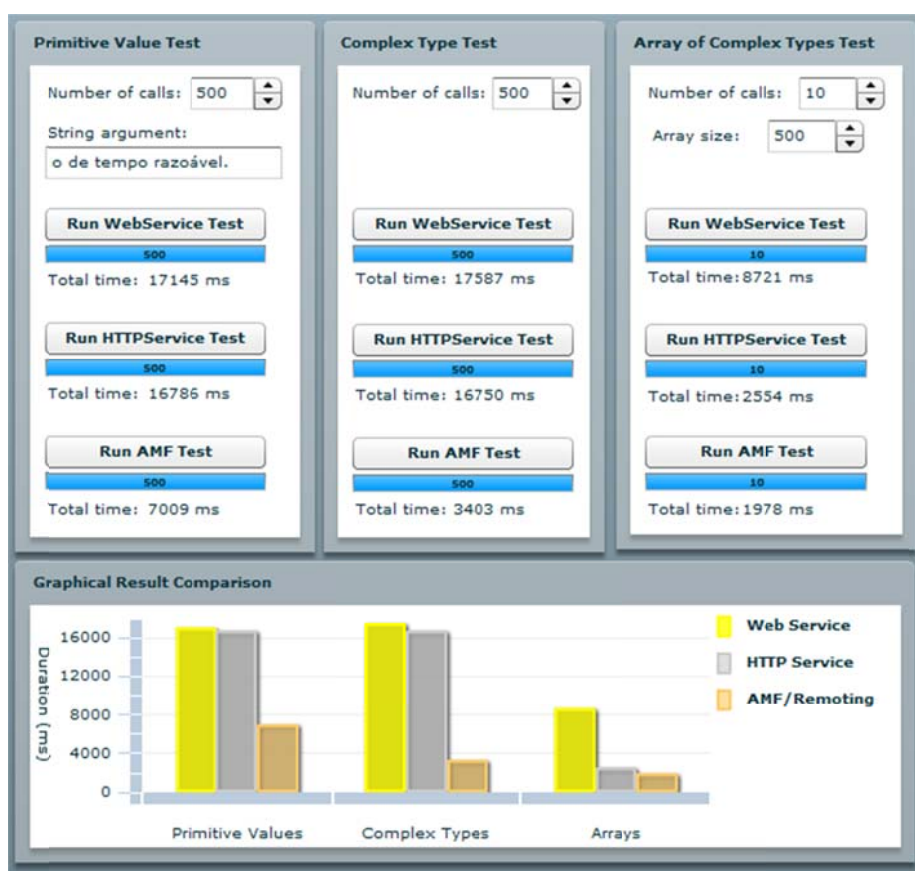 Primitive Value Test
Number of calls: 500
String argument:
o de tempo razoável.
Run WebService Test
500
Total time: 17145 ms
Run HTTPService Test
500
Total time: 16786 ms
Run AMF Test
500
Total time: 7009 ms
Complex Type Test
Number of calls: 500
Run WebService Test
500
Total time: 17587 ms
Run HTTPService Test
500
Total time: 16750 ms
Run AMF Test
500
Total time: 3403 ms
Array of Complex Types Test
Number of calls: 10
Array size: 500
Run WebService Test
10
Total time: 8721 ms
Run HTTPService Test
10
Total time: 2554 ms
Run AMF Test
10
Total time: 1978 ms
Graphical Result Comparison
Duration (ms)
16000
12000
8000
4000
0
Primitive Values
Complex Types
Arrays
Web Service
HTTP Service
AMF/Remoting